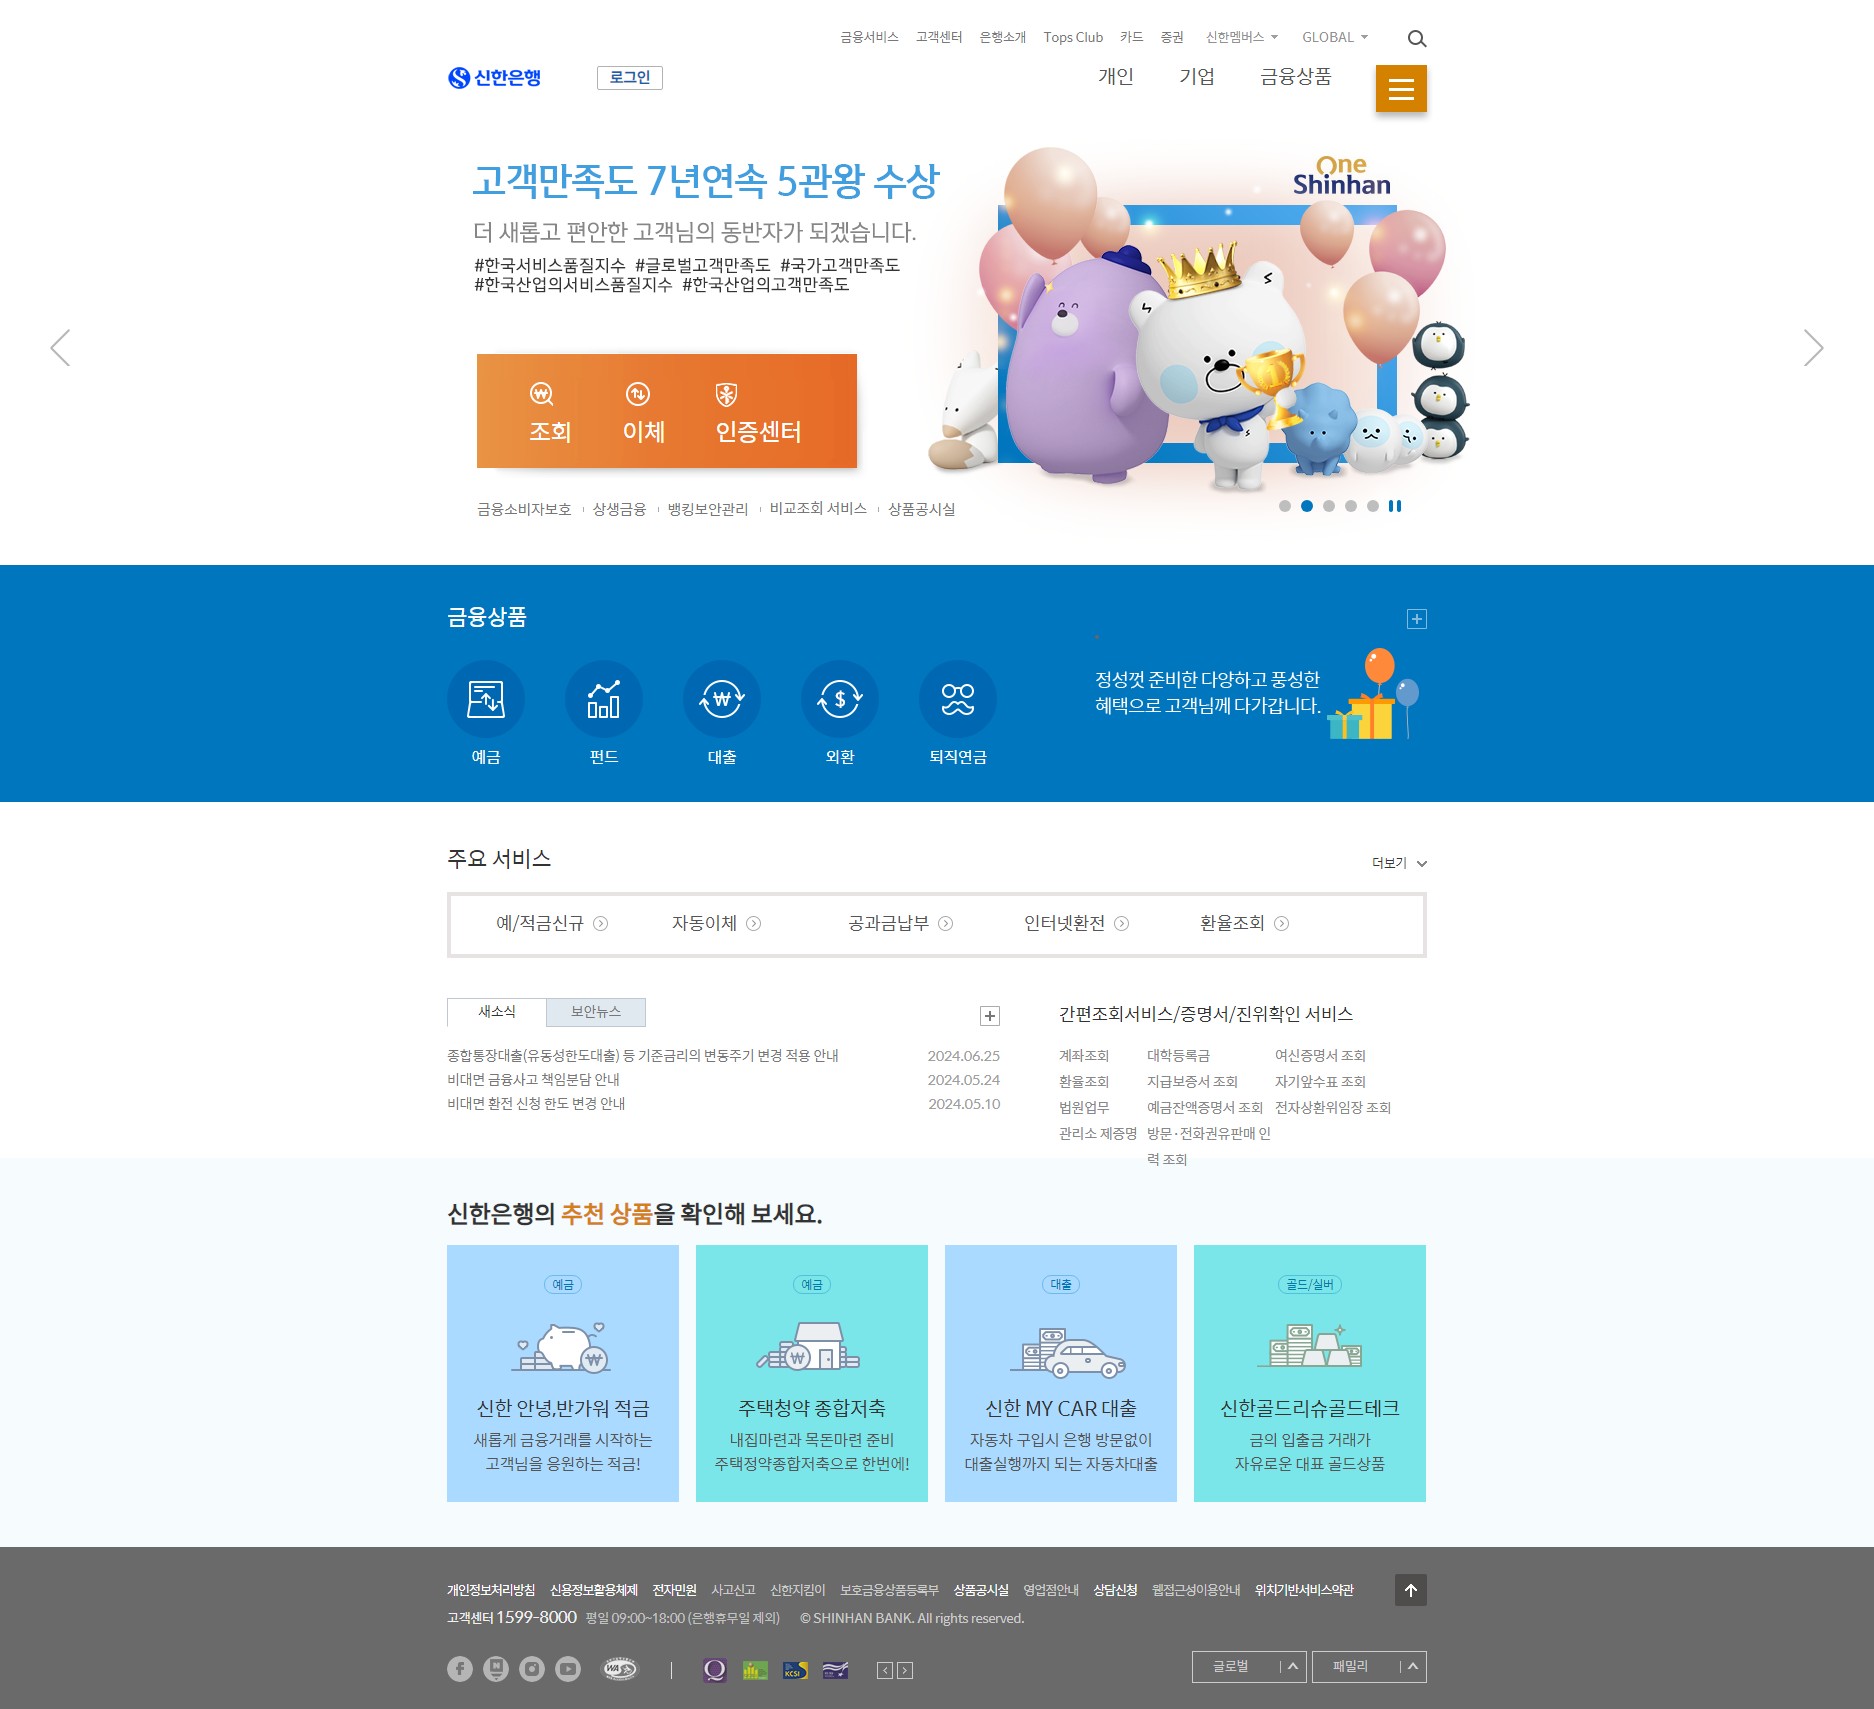 금융서비스 고객센터 은행소개 Tops Club 카드 증권 신한멤버스 GLOBAL
신한은행 로그인 개인 기업 금융상품
고객만족도 7년연속 5관왕 수상
더 새롭고 편안한 고객님의 동반자가 되겠습니다.
#한국서비스품질지수 #글로벌고객만족도 #국가고객만족도
#한국산업의서비스품질지수 #한국산업의고객만족도
One
Shinhan
조회 이체 인증센터
금융소비자보호 상생금융 뱅킹보안관리 비교조회 서비스 상품공시실
금융상품
예금 펀드 대출 외환 퇴직연금
정성껏 준비한 다양하고 풍성한
혜택으로 고객님께 다가갑니다.
주요 서비스 더보기
예/적금신규 자동이체 공과금납부 인터넷환전 환율조회
새소식 보안뉴스
종합통장대출(유동성한도대출) 등 기준금리의 변동주기 변경 적용 안내 2024.06.25
비대면 금융사고 책임분담 안내 2024.05.24
비대면 환전 신청 한도 변경 안내 2024.05.10
간편조회서비스/증명서/진위확인 서비스
계좌조회 대학등록금 여신증명서 조회
환율조회 지급보증서 조회 자기앞수표 조회
법원업무 예금잔액증명서 조회 전자상환위임장 조회
관리소 제증명 방문·전화권유판매 인
력 조회
신한은행의 추천 상품을 확인해 보세요.
예금
신한 안녕,반가워 적금
새롭게 금융거래를 시작하는
고객님을 응원하는 적금!
예금
주택청약 종합저축
내집마련과 목돈마련 준비
주택청약종합저축으로 한번에!
대출
신한 MY CAR 대출
자동차 구입시 은행 방문없이
대출실행까지 되는 자동차대출
골드/실버
신한골드리슈골드테크
금의 입출금 거래가
자유로운 대표 골드상품
개인정보처리방침 신용정보활용체제 전자민원 사고신고 신한지킴이 보호금융상품등록부 상품공시실 영업점안내 상담신청 웹접근성이용안내 위치기반서비스약관
고객센터 1599-8000 평일 09:00~18:00 (은행휴무일 제외) © SHINHAN BANK. All rights reserved.
WA KCSI 글로벌 패밀리